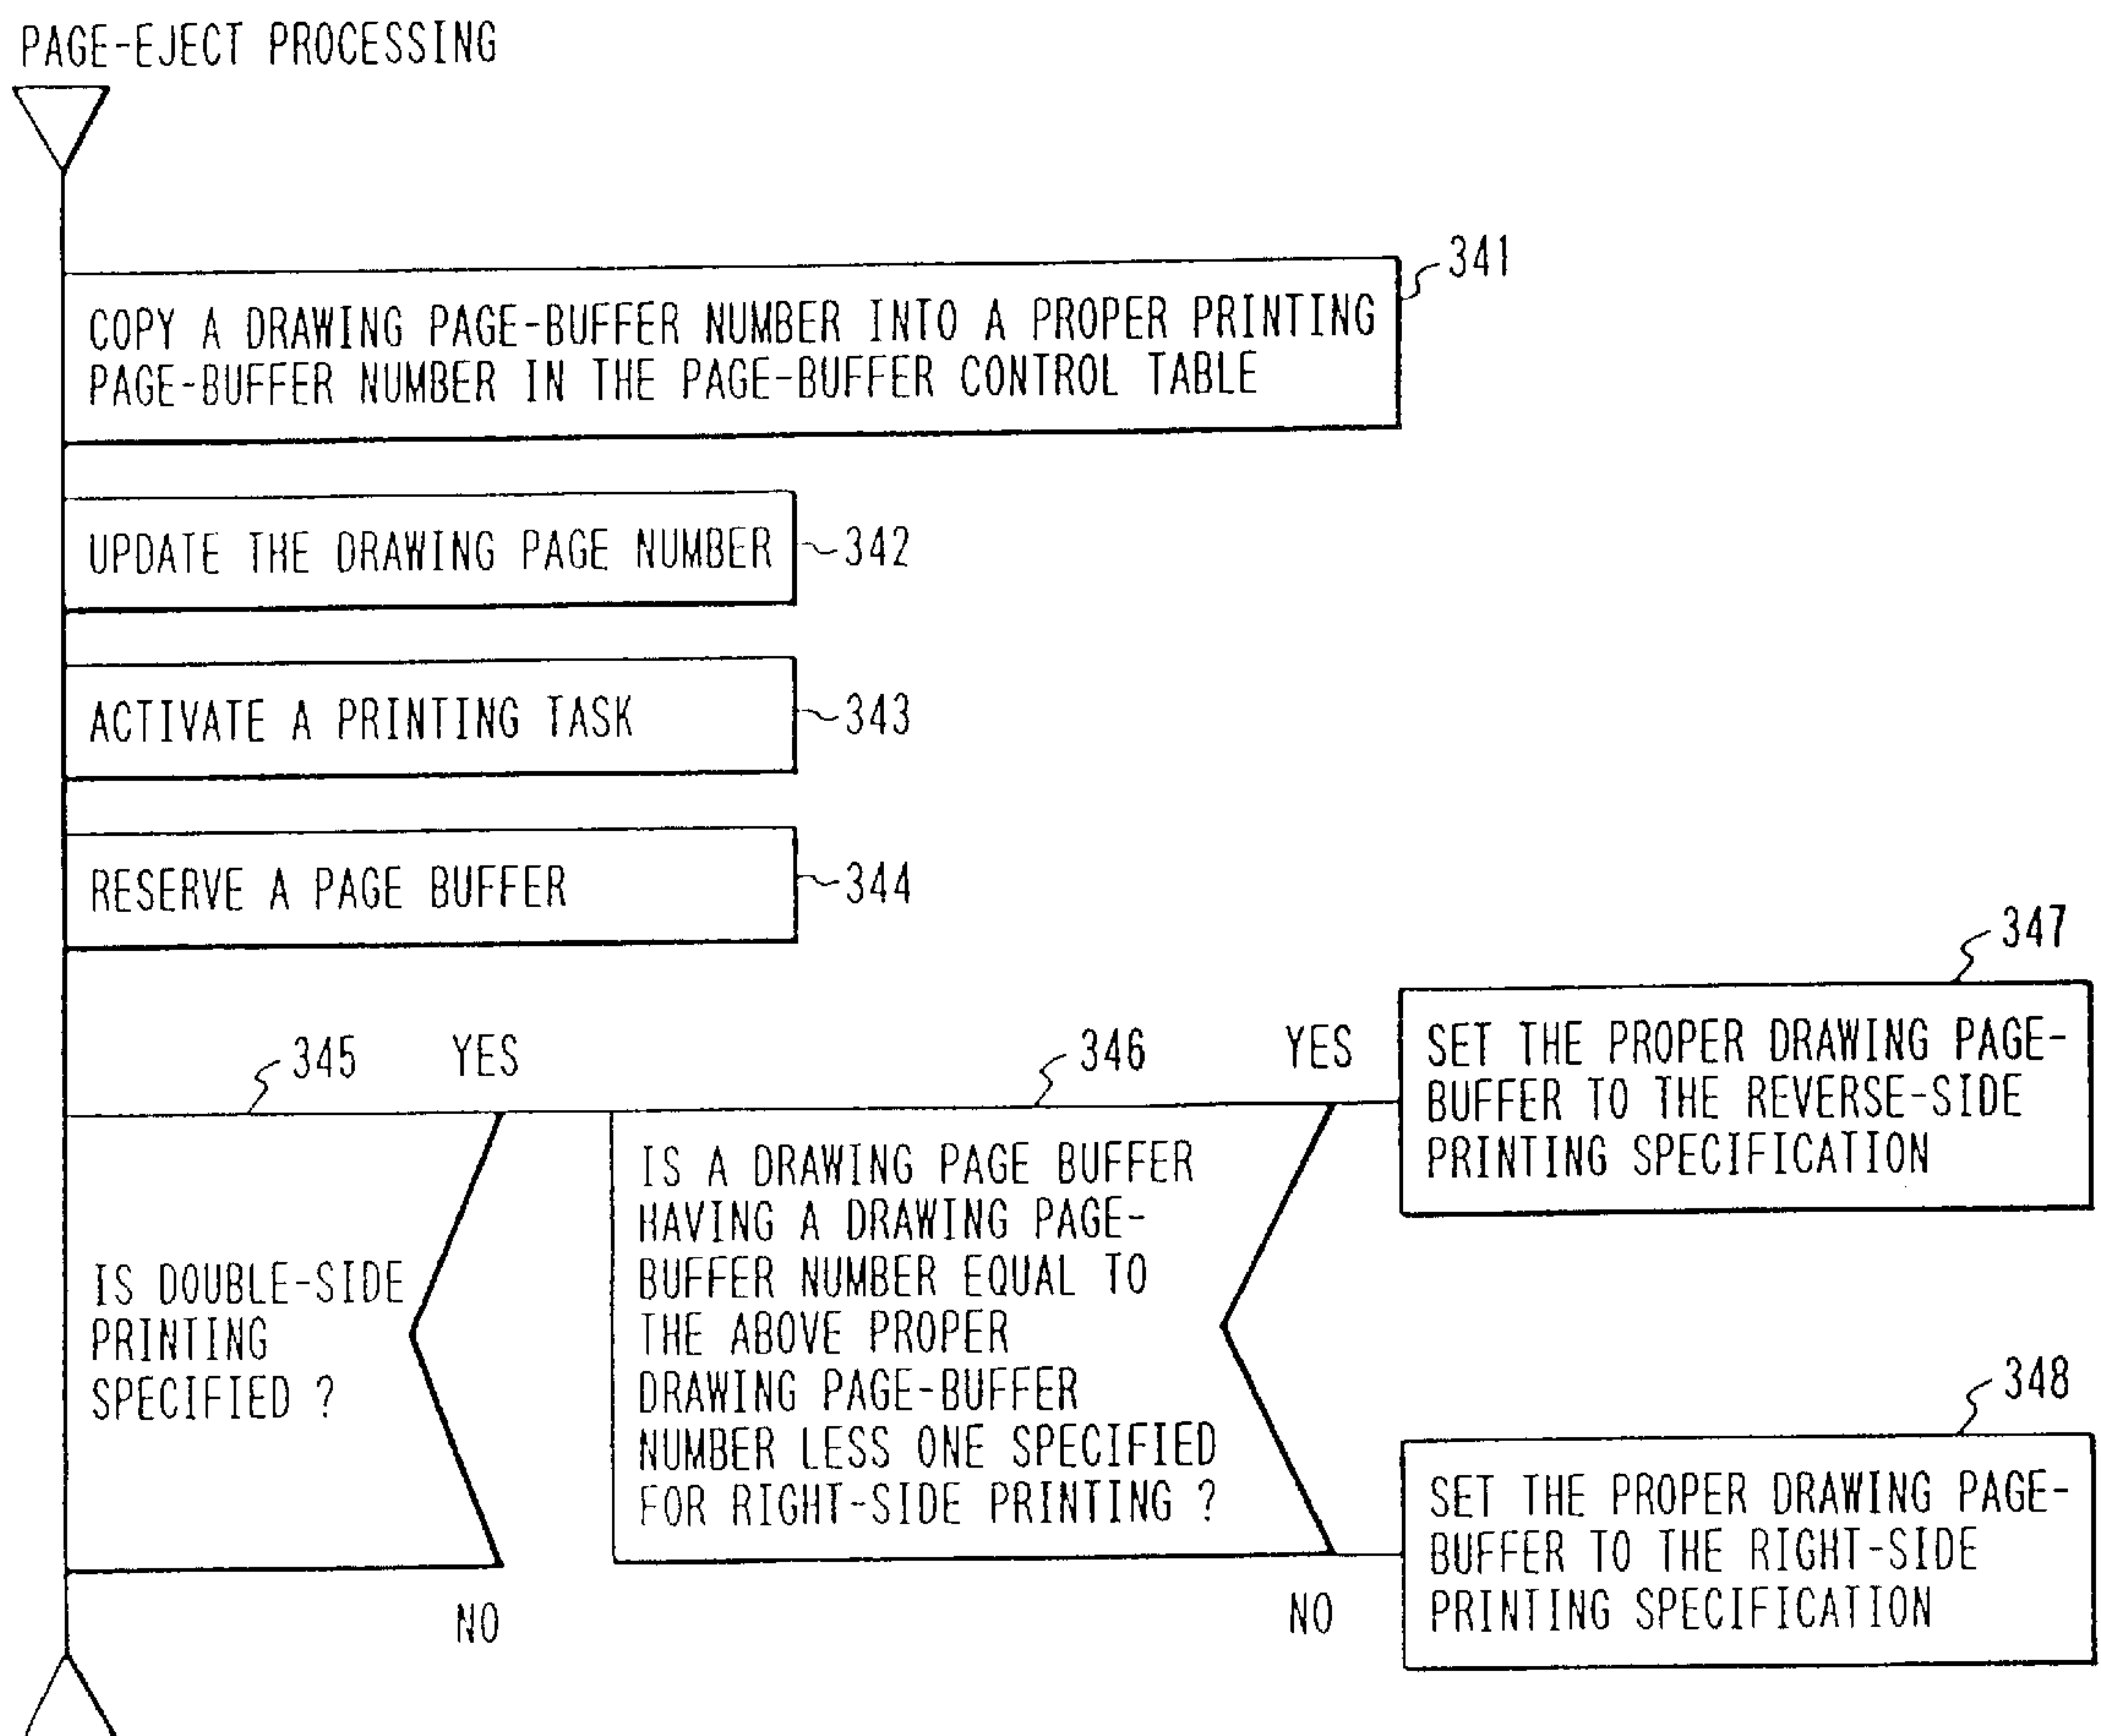 PAGE-EJECT PROCESSING
341
COPY A DRAWING PAGE-BUFFER NUMBER INTO A PROPER PRINTING
PAGE-BUFFER NUMBER IN THE PAGE-BUFFER CONTROL TABLE
UPDATE THE DRAWING PAGE NUMBER
342
ACTIVATE A PRINTING TASK
343
RESERVE A PAGE BUFFER
344
345
YES
IS DOUBLE-SIDE
PRINTING
SPECIFIED ?
NO
346
YES
IS A DRAWING PAGE BUFFER
HAVING A DRAWING PAGE-
BUFFER NUMBER EQUAL TO
THE ABOVE PROPER
DRAWING PAGE-BUFFER
NUMBER LESS ONE SPECIFIED
FOR RIGHT-SIDE PRINTING ?
NO
347
SET THE PROPER DRAWING PAGE-
BUFFER TO THE REVERSE-SIDE
PRINTING SPECIFICATION
348
SET THE PROPER DRAWING PAGE-
BUFFER TO THE RIGHT-SIDE
PRINTING SPECIFICATION